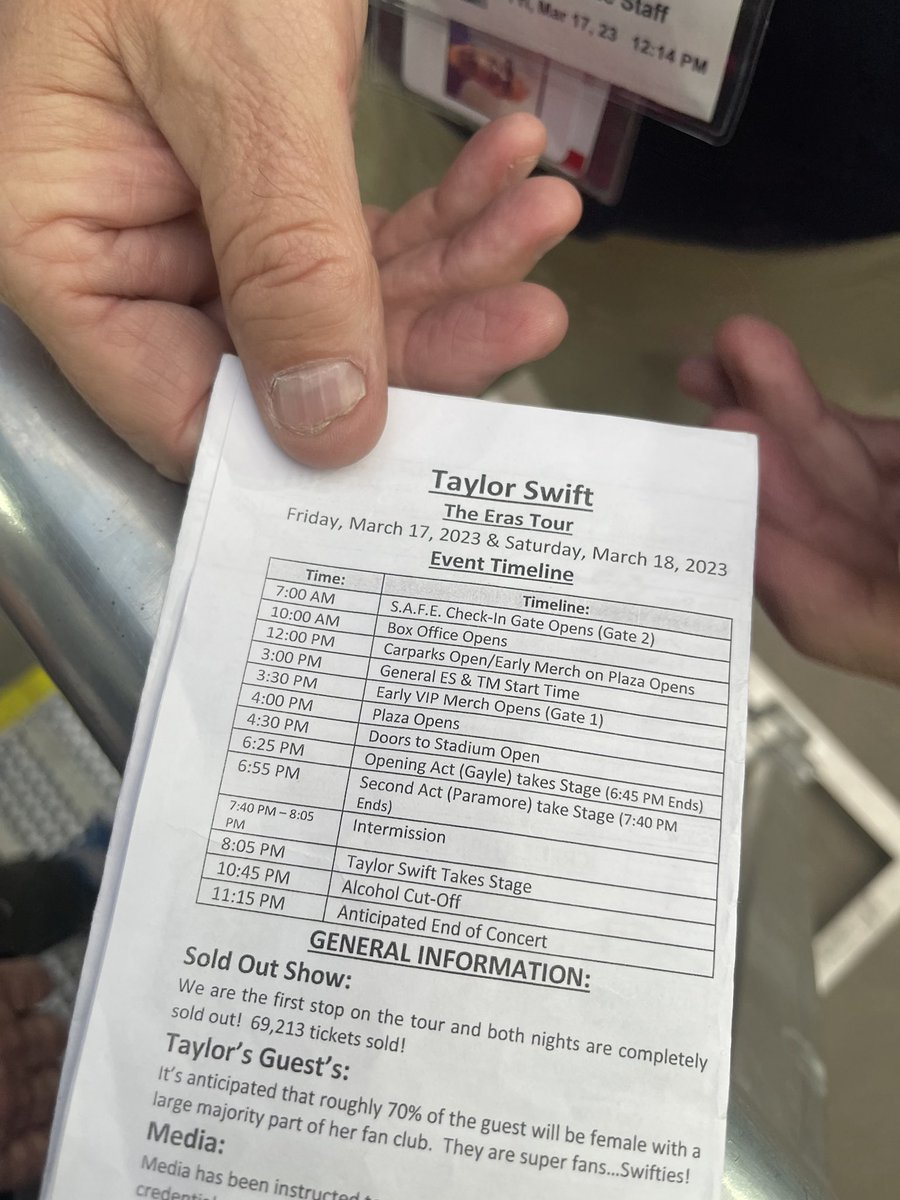 Staff
Fri, Mar 17, 23 12:14 PM
Taylor Swift
The Eras Tour
Friday, March 17, 2023 & Saturday, March 18, 2023
Event Timeline
Time: Timeline:
7:00 AM S.A.F.E. Check-In Gate Opens (Gate 2)
10:00 AM Box Office Opens
12:00 PM Carparks Open/Early Merch on Plaza Opens
3:00 PM General ES & TM Start Time
3:30 PM Early VIP Merch Opens (Gate 1)
4:00 PM Plaza Opens
4:30 PM Doors to Stadium Open
6:25 PM Opening Act (Gayle) takes Stage (6:45 PM Ends)
6:55 PM Second Act (Paramore) take Stage (7:40 PM
Ends)
7:40 PM – 8:05
PM Intermission
8:05 PM Taylor Swift Takes Stage
10:45 PM Alcohol Cut-Off
11:15 PM Anticipated End of Concert
GENERAL INFORMATION:
Sold Out Show:
We are the first stop on the tour and both nights are completely
sold out! 69,213 tickets sold!
Taylor's Guest's:
It's anticipated that roughly 70% of the guest will be female with a
large majority part of her fan club. They are super fans...Swifties!
Media:
Media has been instructed